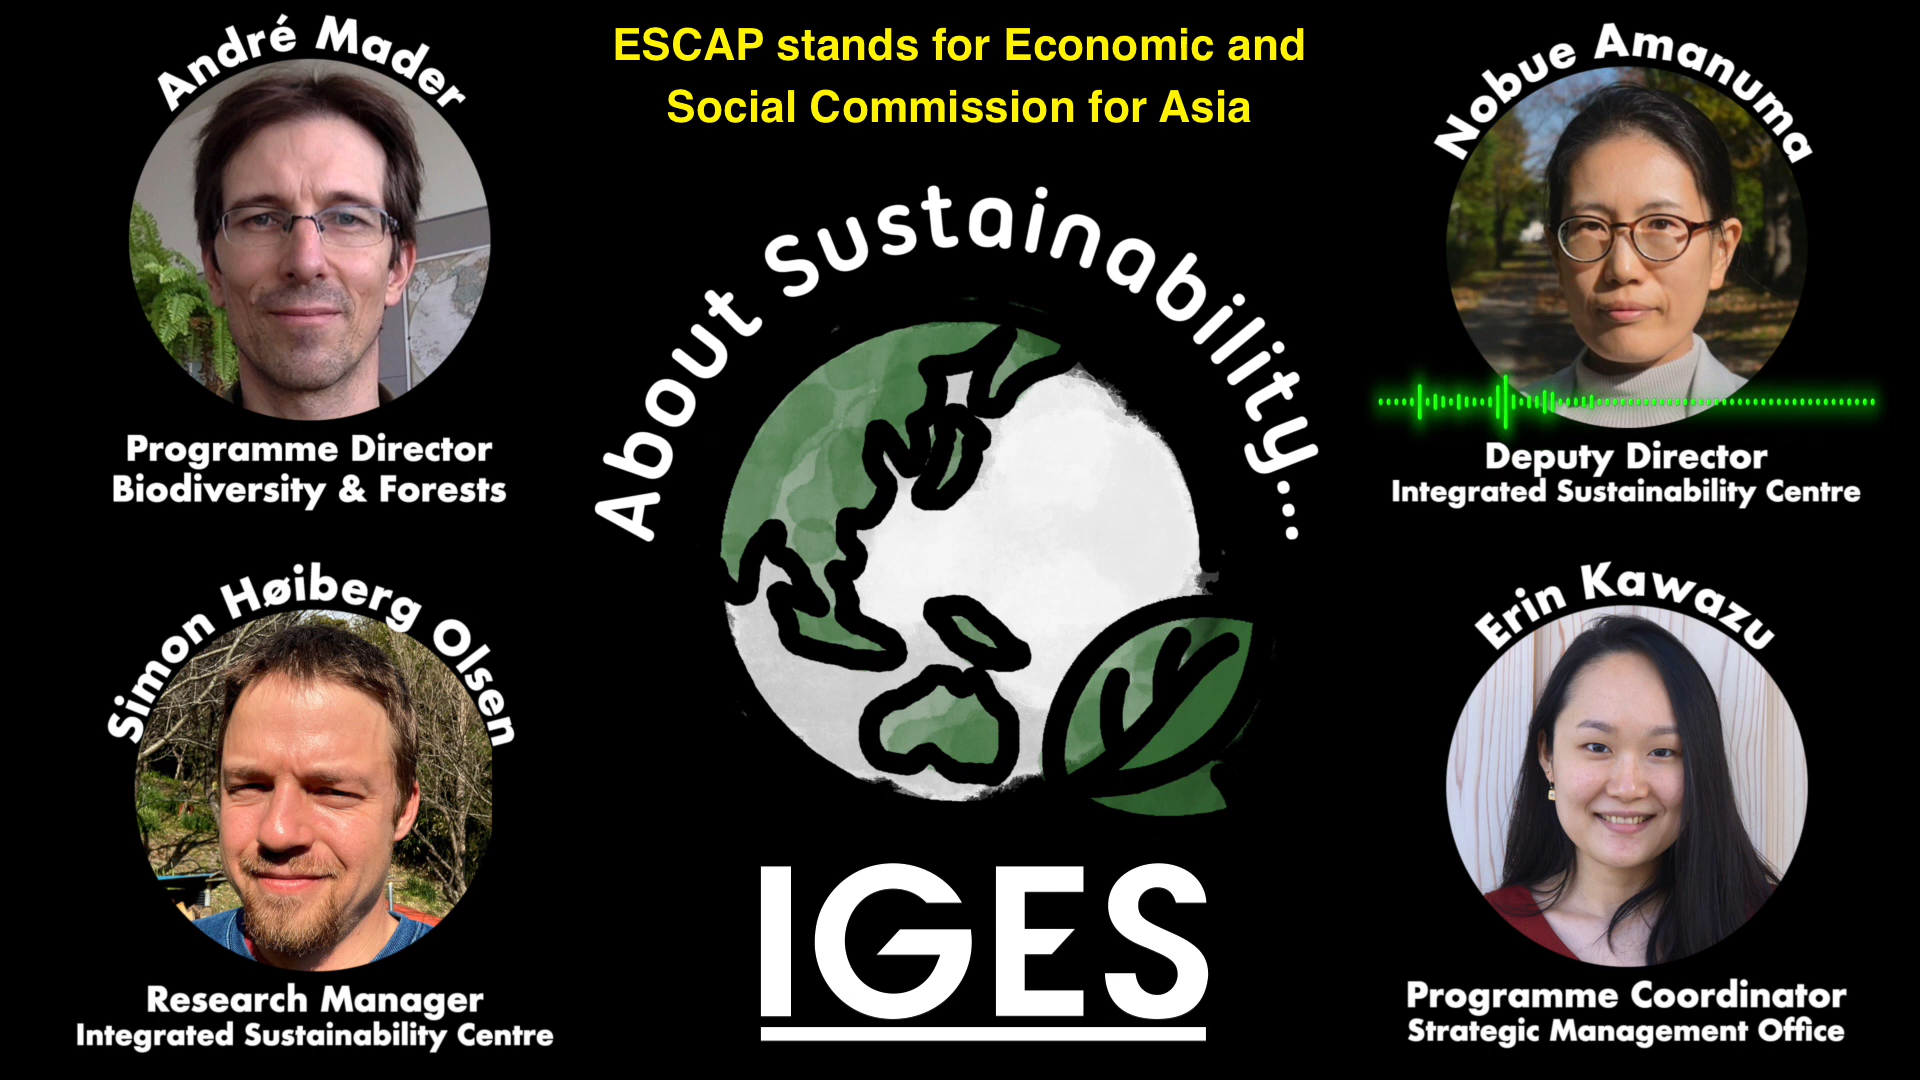 André Mader
Programme Director
Biodiversity & Forests
ESCAP stands for Economic and
Social Commission for Asia
Nobue Amanuma
Deputy Director
Integrated Sustainability Centre
About Sustainability...
Simon Høiberg Olsen
Research Manager
Integrated Sustainability Centre
IGES
Erin Kawazu
Programme Coordinator
Strategic Management Office